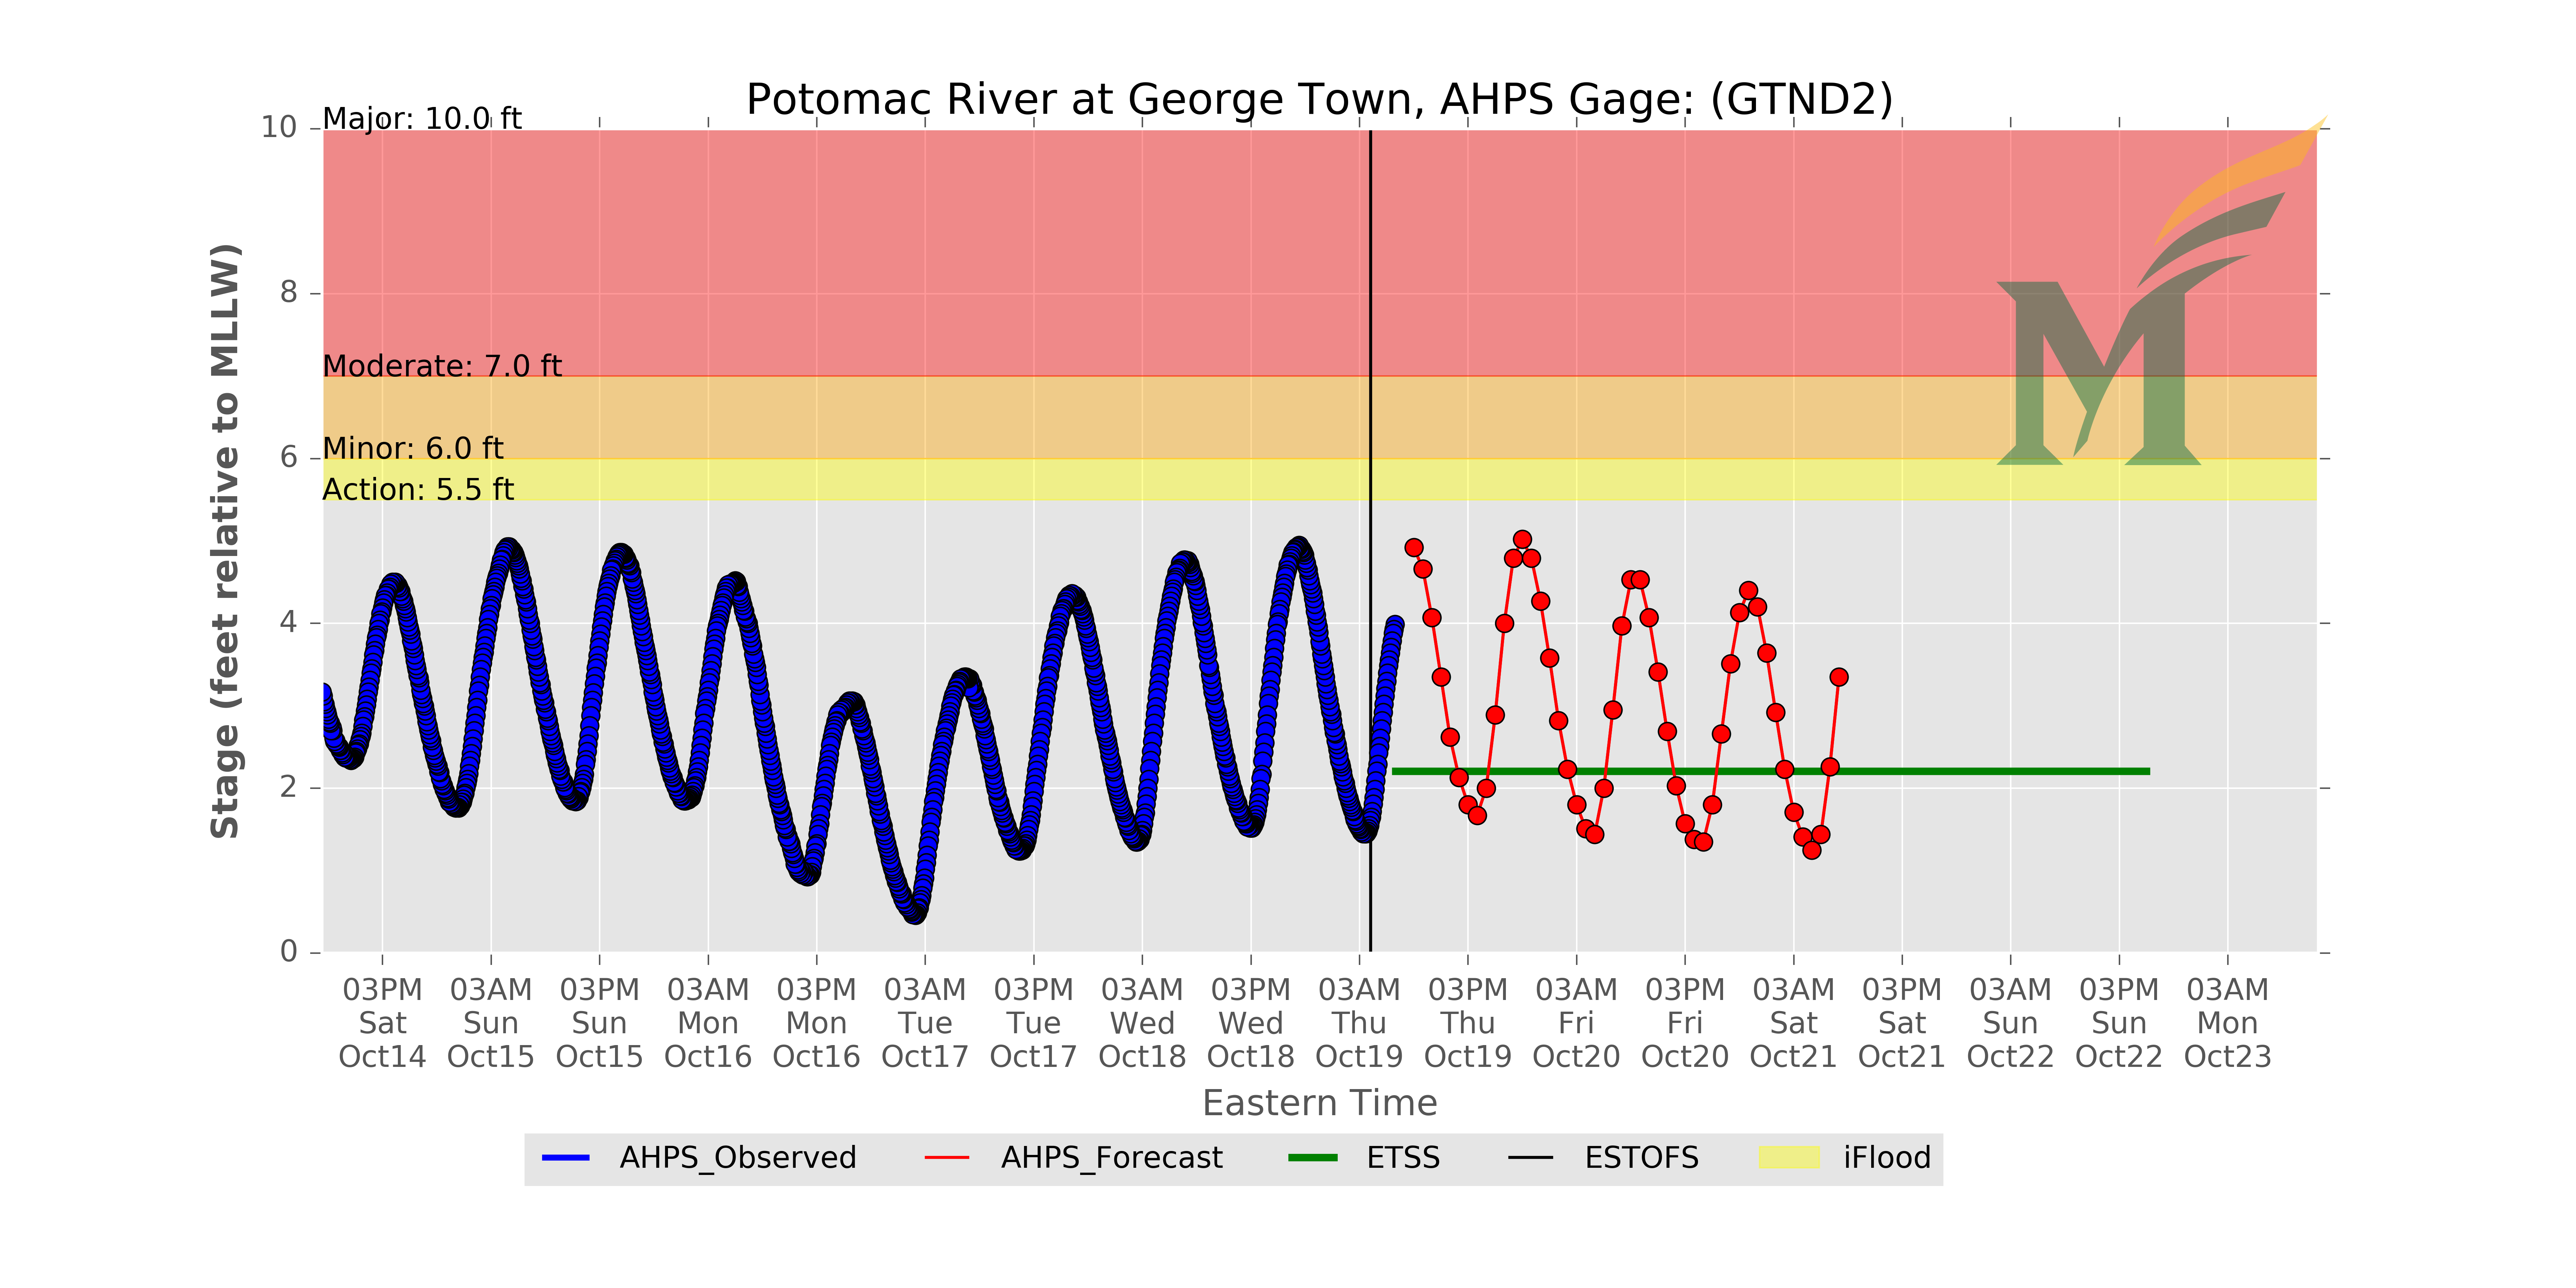 Potomac River at George Town, AHPS Gage: (GTND2)
Major: 10.0 ft
Moderate: 7.0 ft
Minor: 6.0 ft
Action: 5.5 ft
Stage (feet relative to MLLW)
10
8
6
4
2
0
03PM 03AM 03PM 03AM 03PM 03AM 03PM 03AM 03PM 03AM 03PM 03AM 03PM 03AM 03PM 03AM 03PM 03AM
Sat Sun Sun Mon Mon Tue Tue Wed Wed Thu Thu Fri Fri Sat Sat Sun Sun Mon
Oct14 Oct15 Oct15 Oct16 Oct16 Oct17 Oct17 Oct18 Oct18 Oct19 Oct19 Oct20 Oct20 Oct21 Oct21 Oct22 Oct22 Oct23
Eastern Time
AHPS_Observed AHPS_Forecast ETSS ESTOFS iFlood
M